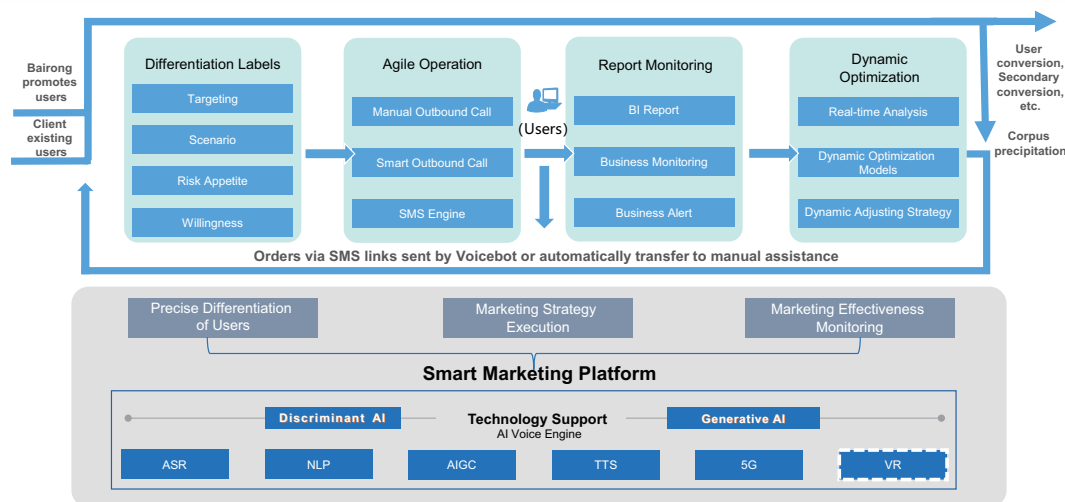 Bairong
promotes
users
Client
existing
users
Differentiation Labels
Targeting
Scenario
Risk Appetite
Willingness
Agile Operation
Manual Outbound Call
Smart Outbound Call
SMS Engine
(Users)
Report Monitoring
BI Report
Business Monitoring
Business Alert
Dynamic
Optimization
Real-time Analysis
Dynamic Optimization
Models
Dynamic Adjusting Strategy
User
conversion,
Secondary
conversion,
etc.
Corpus
precipitation
Orders via SMS links sent by Voicebot or automatically transfer to manual assistance
Precise Differentiation
of Users
Marketing Strategy
Execution
Marketing Effectiveness
Monitoring
Smart Marketing Platform
Discriminant AI
Technology Support
AI Voice Engine
Generative AI
ASR
NLP
AIGC
TTS
5G
VR